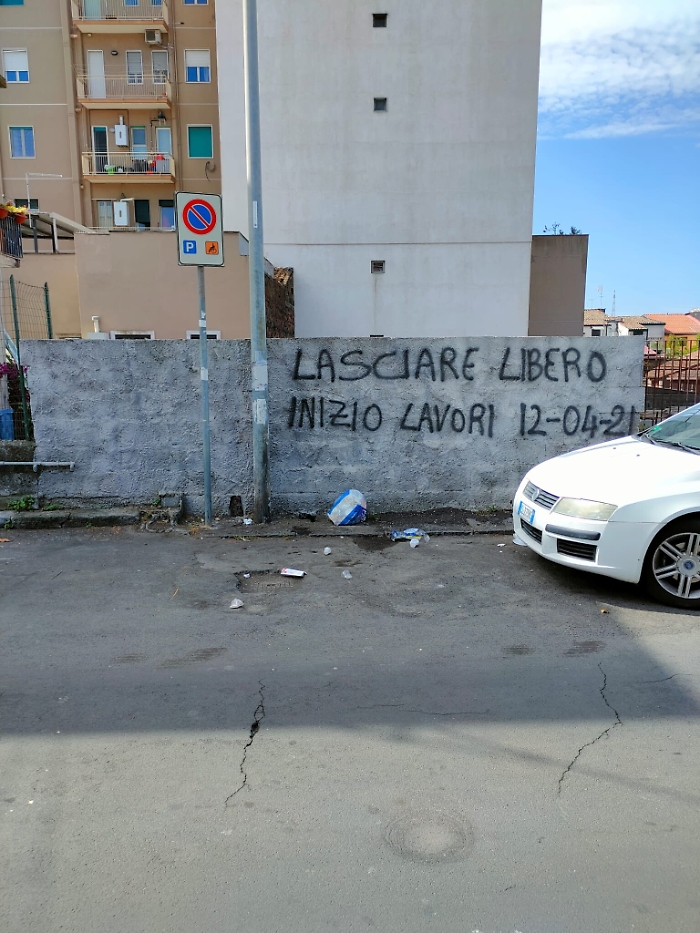 P
LASCIARE LIBERO
INIZIO LAVORI 12-04-21